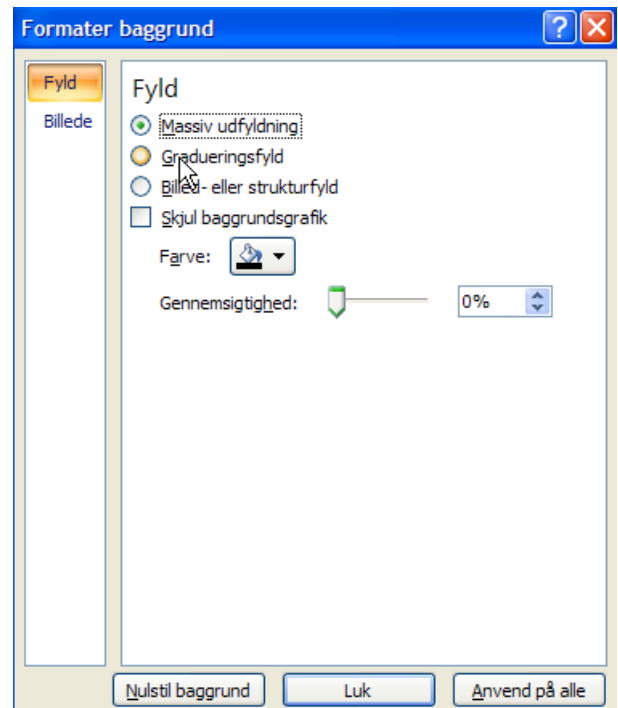 Formater baggrund
Fyld
Billede
Fyld
Massiv udfyldning
Gradueringsfyld
Billed- eller strukturfyld
Skjul baggrundsgrafik
Farve:
Gennemsigtighed: 0%
Nulstil baggrund Luk Anvend på alle